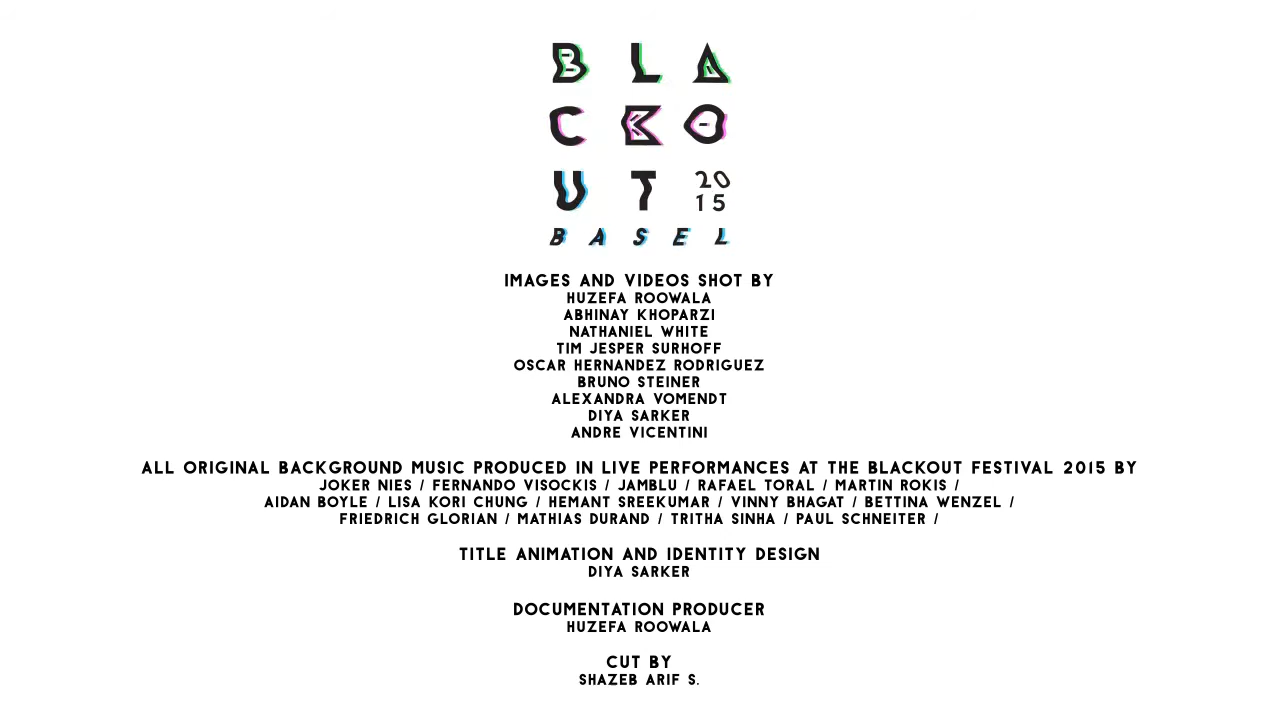 BLA
CKO
UT 20
15
BASEL
IMAGES AND VIDEOS SHOT BY
HUZEFA ROOWALA
ABHINAY KHOPARZI
NATHANIEL WHITE
TIM JESPER SURHOFF
OSCAR HERNANDEZ RODRIGUEZ
BRUNO STEINER
ALEXANDRA VOMENDT
DIYA SARKER
ANDRE VICENTINI
ALL ORIGINAL BACKGROUND MUSIC PRODUCED IN LIVE PERFORMANCES AT THE BLACKOUT FESTIVAL 2015 BY
JOKER NIES / FERNANDO VISOCKIS / JAMBLU / RAFAEL TORAL / MARTIN ROKIS /
AIDAN BOYLE / LISA KORI CHUNG / HEMANT SREEKUMAR / VINNY BHAGAT / BETTINA WENZEL /
FRIEDRICH GLORIAN / MATHIAS DURAND / TRITHA SINHA / PAUL SCHNEITER /
TITLE ANIMATION AND IDENTITY DESIGN
DIYA SARKER
DOCUMENTATION PRODUCER
HUZEFA ROOWALA
CUT BY
SHAZEB ARIF S.